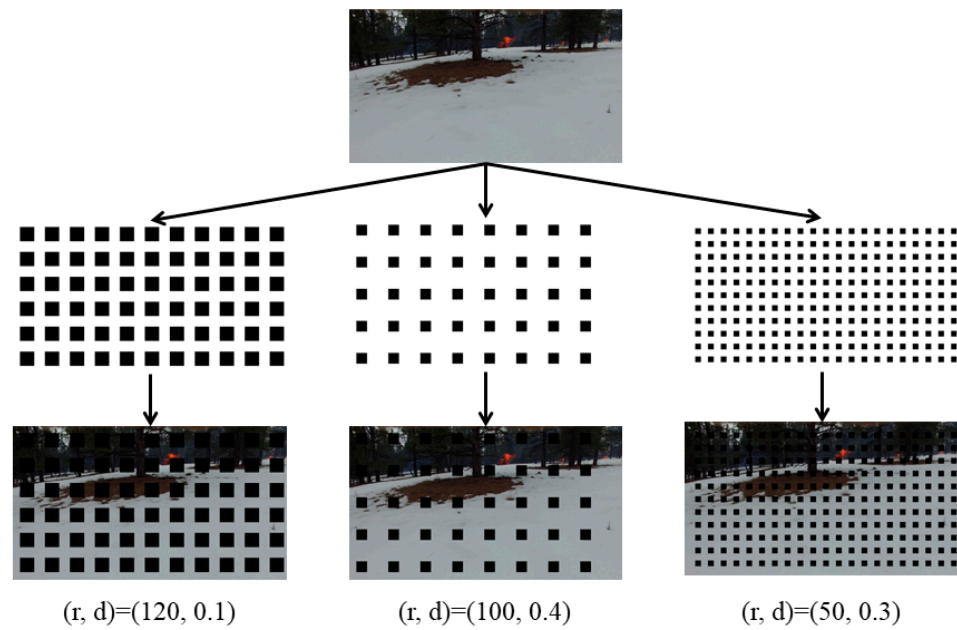 (r, d)=(120, 0.1)
(r, d)=(100, 0.4)
(r, d)=(50, 0.3)